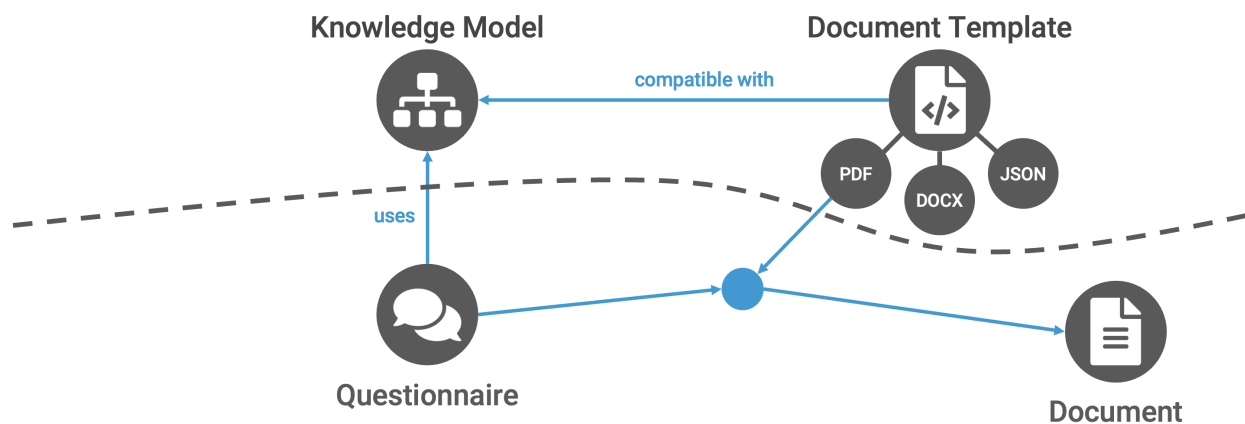 Knowledge Model
Document Template
compatible with
</>
PDF
JSON
DOCX
uses
Questionnaire
Document